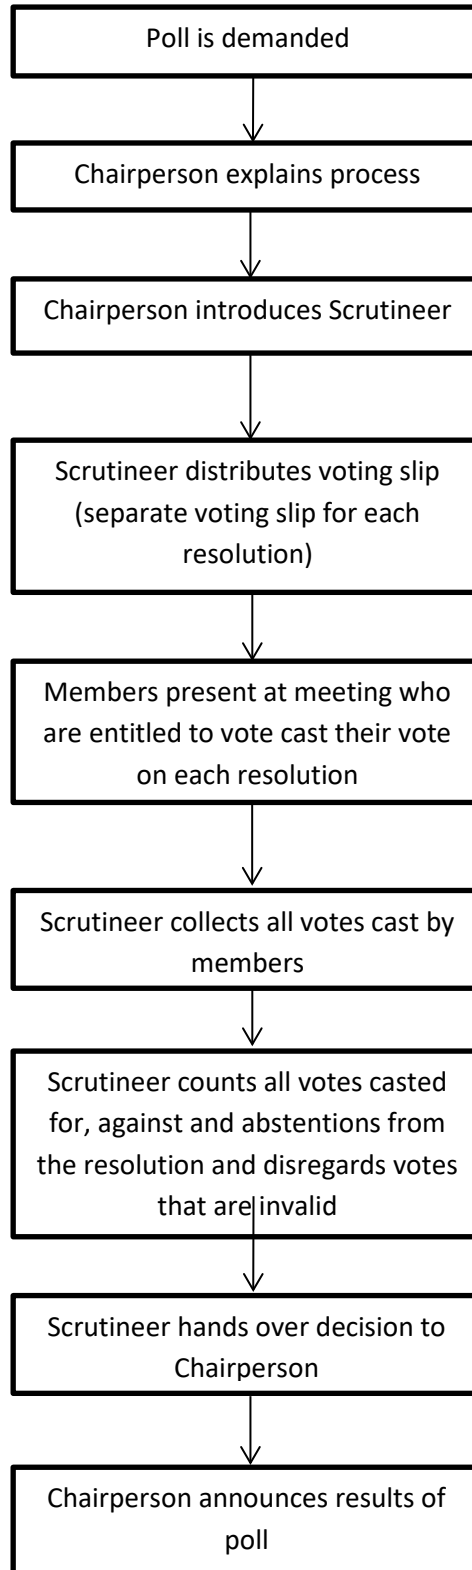 Poll is demanded
Chairperson explains process
Chairperson introduces Scrutineer
Scrutineer distributes voting slip
(separate voting slip for each
resolution)
Members present at meeting who
are entitled to vote cast their vote
on each resolution
Scrutineer collects all votes cast by
members
Scrutineer counts all votes casted
for, against and abstentions from
the resolution and disregards votes
that are invalid
Scrutineer hands over decision to
Chairperson
Chairperson announces results of
poll